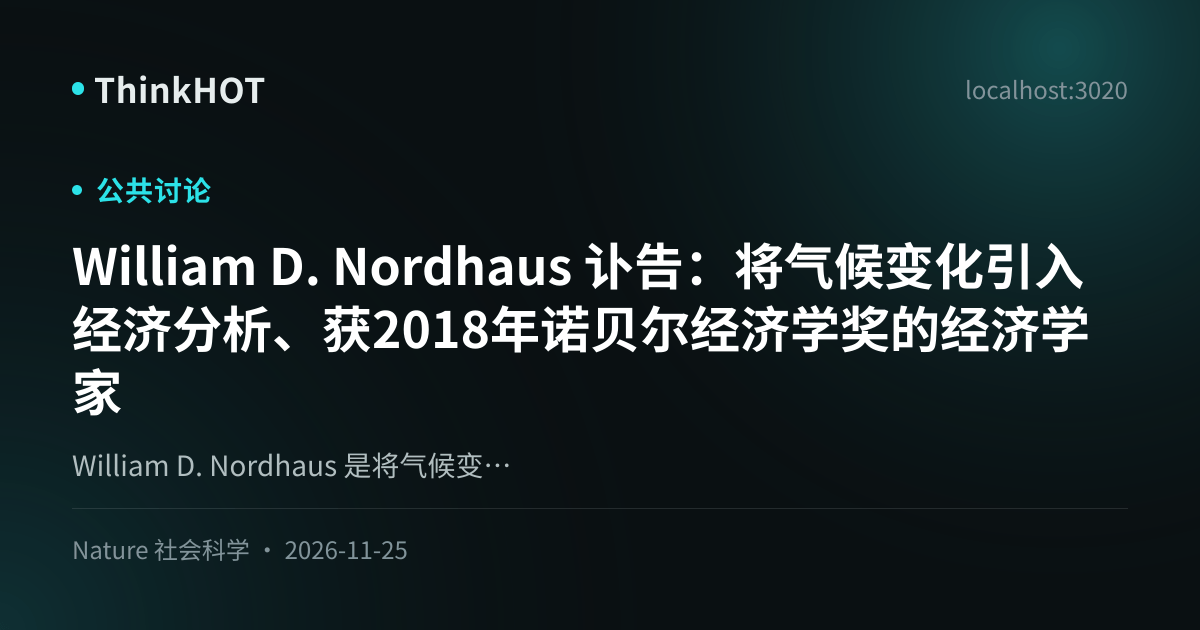 ThinkHOT
localhost:3020
公共讨论
William D. Nordhaus 讣告：将气候变化引入
经济分析、获2018年诺贝尔经济学奖的经济学
家
William D. Nordhaus 是将气候变…
Nature 社会科学 · 2026-11-25